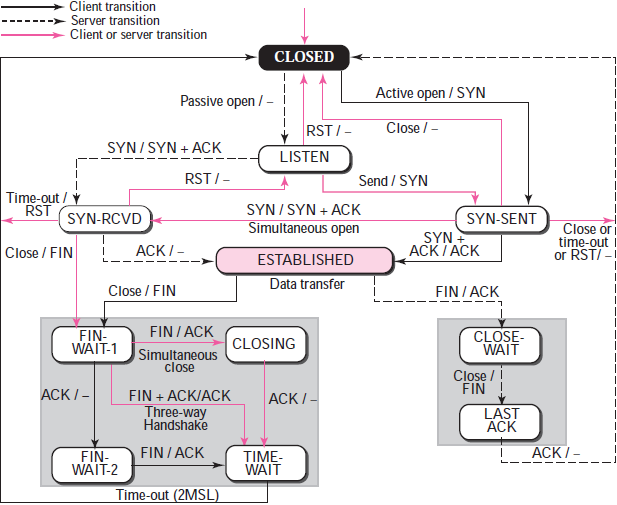 Client transition
Server transition
Client or server transition
CLOSED
Passive open / –
Active open / SYN
RST / –
Close / –
SYN / SYN + ACK
LISTEN
RST / –
Send / SYN
Time-out /
RST
SYN-RCVD
SYN / SYN + ACK
Simultaneous open
SYN-SENT
Close or
time-out
or RST/ –
Close / FIN
ACK / –
ESTABLISHED
SYN +
ACK / ACK
Data transfer
Close / FIN
FIN / ACK
FIN-
WAIT-1
FIN / ACK
Simultaneous
close
CLOSING
CLOSE-
WAIT
ACK / –
FIN + ACK/ACK
Three-way
Handshake
ACK / –
Close /
FIN
LAST
ACK
FIN-
WAIT-2
FIN / ACK
TIME-
WAIT
ACK / –
Time-out (2MSL)